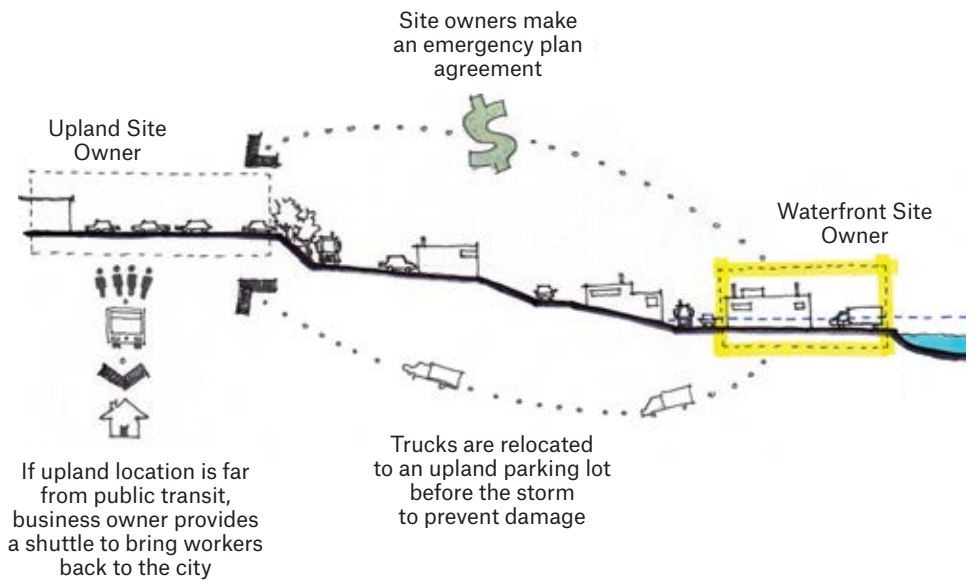 Site owners make
an emergency plan
agreement
Upland Site
Owner
Waterfront Site
Owner
Trucks are relocated
to an upland parking lot
before the storm
to prevent damage
If upland location is far
from public transit,
business owner provides
a shuttle to bring workers
back to the city